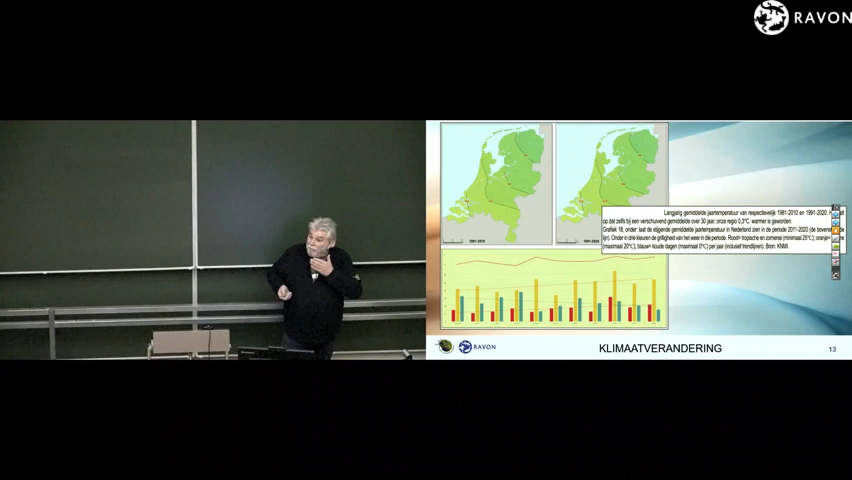 RAVON
1981-2010
1991-2020
Langjarig gemiddelde jaartemperatuur van respectievelijk 1981-2010 en 1991-2020.
op dat zelfs bij een verschuivend gemiddelde over 30 jaar, onze regio 0.3°C. warmer is geworden.
Grafiek 18, onder: laat de stijgende gemiddelde jaartemperatuur in Nederland zien in de periode 2011-2020 (de bovens
lijn). Onder in drie kleuren de grilligheid van het weer in die periode. Rood= tropische en zomerse (minimaal 25°C); oranje=
(maximaal 20°C); blauw= koude dagen (maximaal 0°C) per jaar (inclusief trendlijnen). Bron: KNMI.
RAVON
KLIMAATVERANDERING
13